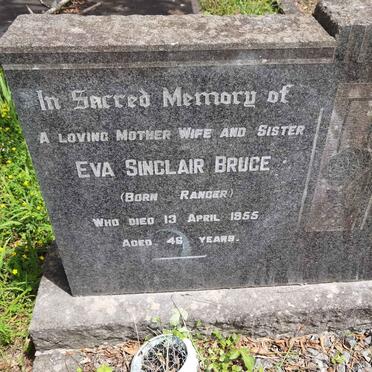 In Sacred Memory of
A LOVING MOTHER WIFE AND SISTER
EVA SINCLAIR BRUCE
(BORN RANGER)
WHO DIED 13 APRIL 1955
AGED 46 YEARS.